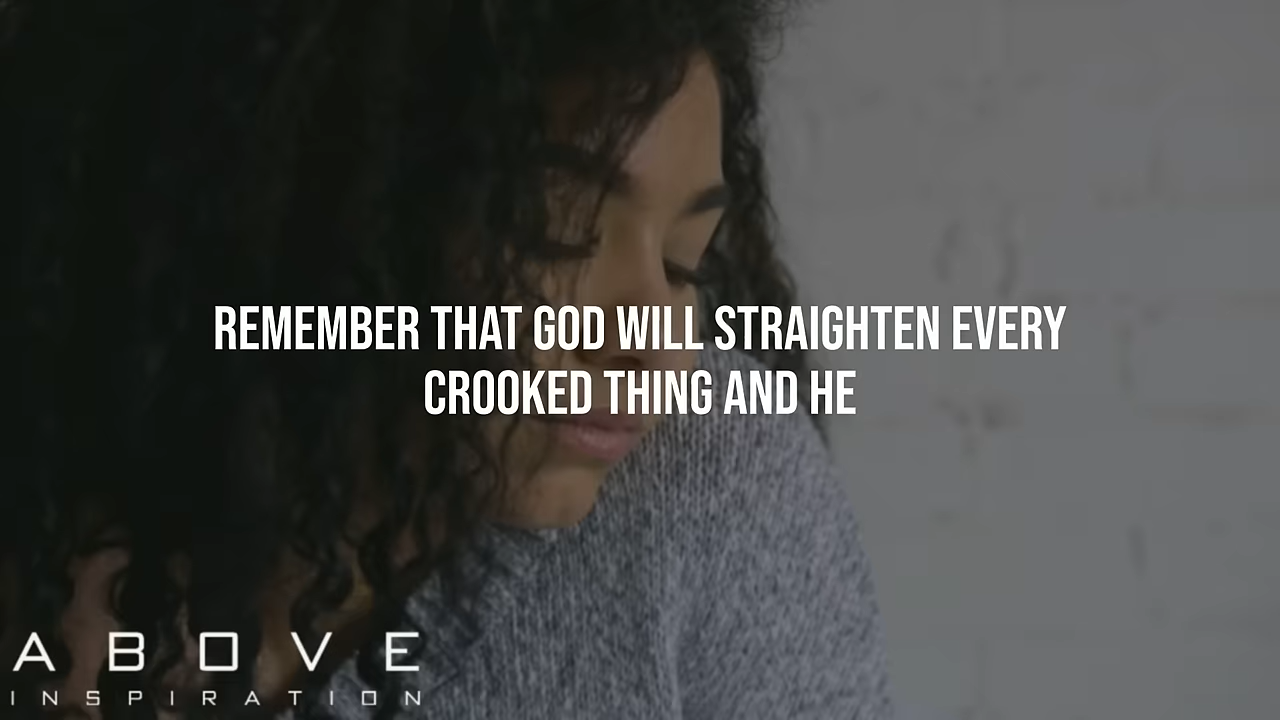 REMEMBER THAT GOD WILL STRAIGHTEN EVERY
CROOKED THING AND HE
ABOVE
INSPIRATION